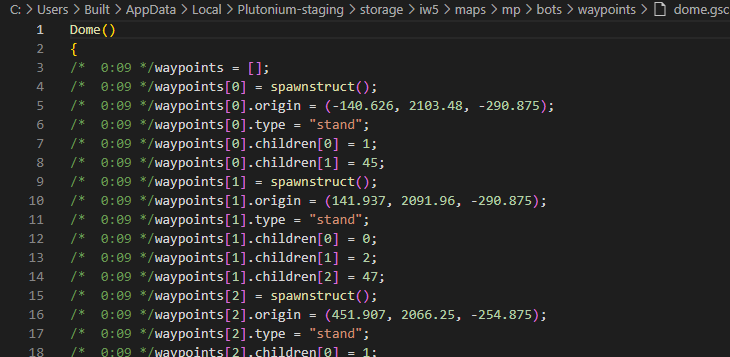 C: > Users > Built > AppData > Local > Plutonium-staging > storage > iw5 > maps > mp > bots > waypoints > dome.gsc
1 Dome()
2 {
3 /*  0:09 */waypoints = [];
4 /*  0:09 */waypoints[0] = spawnstruct();
5 /*  0:09 */waypoints[0].origin = (-140.626, 2103.48, -290.875);
6 /*  0:09 */waypoints[0].type = "stand";
7 /*  0:09 */waypoints[0].children[0] = 1;
8 /*  0:09 */waypoints[0].children[1] = 45;
9 /*  0:09 */waypoints[1] = spawnstruct();
10 /*  0:09 */waypoints[1].origin = (141.937, 2091.96, -290.875);
11 /*  0:09 */waypoints[1].type = "stand";
12 /*  0:09 */waypoints[1].children[0] = 0;
13 /*  0:09 */waypoints[1].children[1] = 2;
14 /*  0:09 */waypoints[1].children[2] = 47;
15 /*  0:09 */waypoints[2] = spawnstruct();
16 /*  0:09 */waypoints[2].origin = (451.907, 2066.25, -254.875);
17 /*  0:09 */waypoints[2].type = "stand";
18 /*  0:09 */waypoints[2].children[0] = 1;